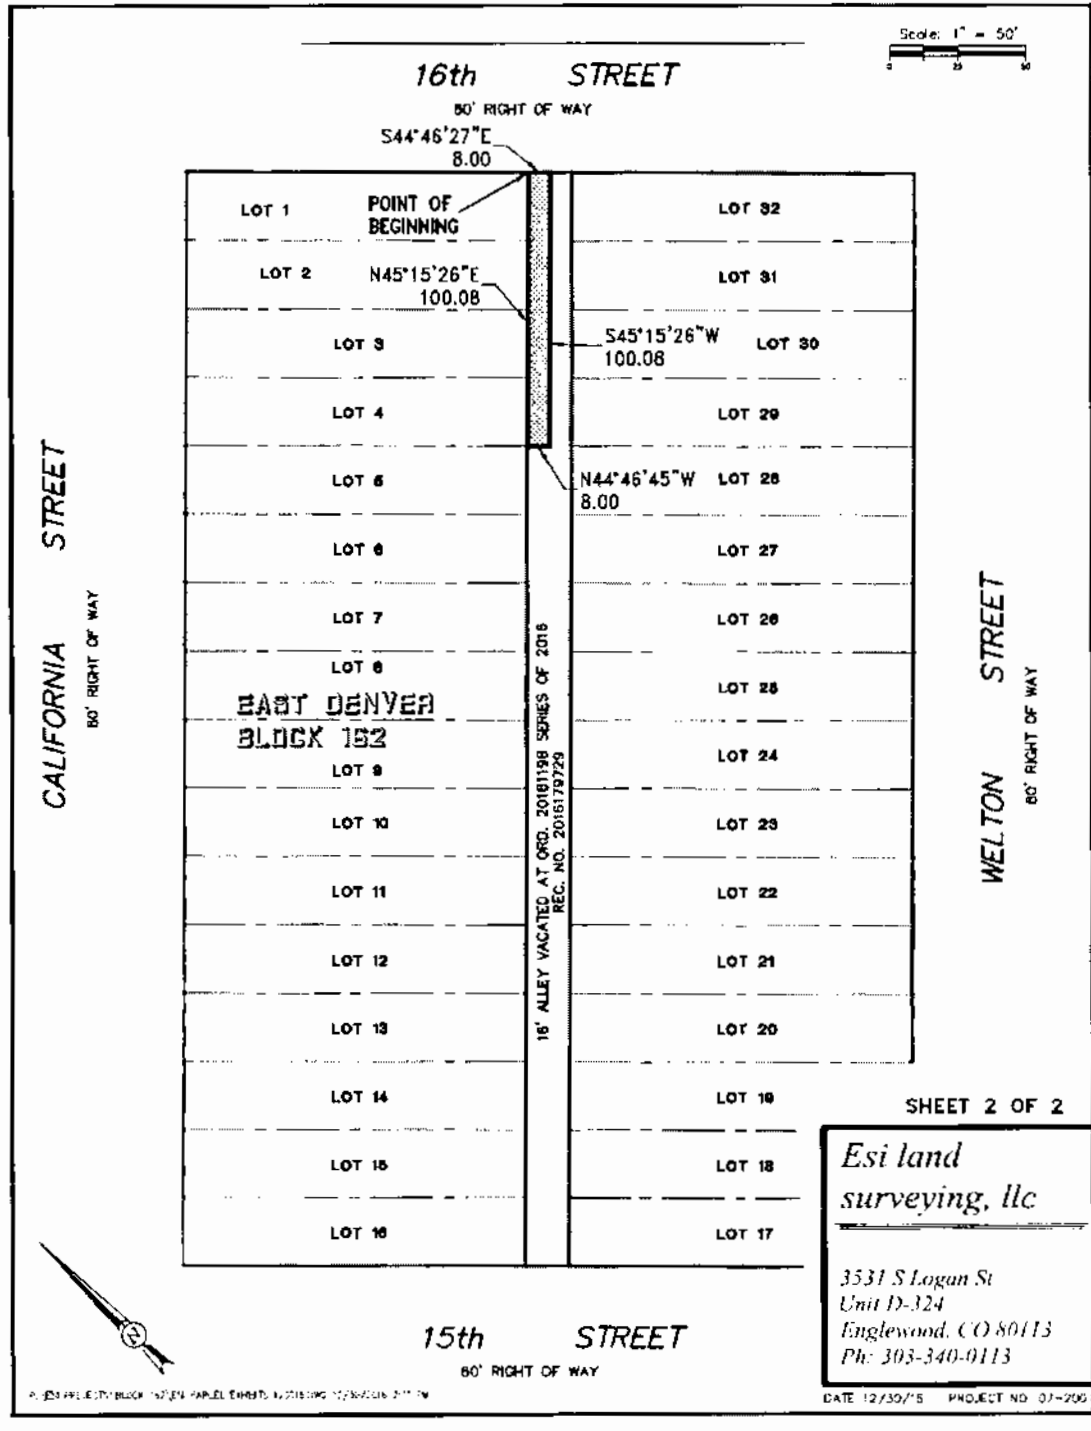 Scale: 1" = 50'
0 25 50
16th STREET
80' RIGHT OF WAY
S44°46'27"E
8.00
POINT OF
BEGINNING
LOT 1
LOT 32
LOT 2
N45°15'26"E
100.08
LOT 31
LOT 3
S45°15'26"W
100.08
LOT 30
LOT 4
LOT 29
LOT 5
N44°46'45"W
8.00
LOT 28
LOT 6
LOT 27
LOT 7
LOT 26
LOT 8
LOT 25
EAST DENVER
BLOCK 162
LOT 24
LOT 9
LOT 10
LOT 23
LOT 11
LOT 22
LOT 12
LOT 21
LOT 13
LOT 20
LOT 14
LOT 19
LOT 15
LOT 18
LOT 16
LOT 17
CALIFORNIA STREET
80' RIGHT OF WAY
16' ALLEY VACATED AT ORD. 20161198 SERIES OF 2016
REC. NO. 2016179729
WELTON STREET
80' RIGHT OF WAY
SHEET 2 OF 2
Esi land
surveying, llc
3531 S Logan St
Unit D-324
Englewood, CO 80113
Ph: 303-340-0113
N
15th STREET
80' RIGHT OF WAY
DATE PROJECT NO